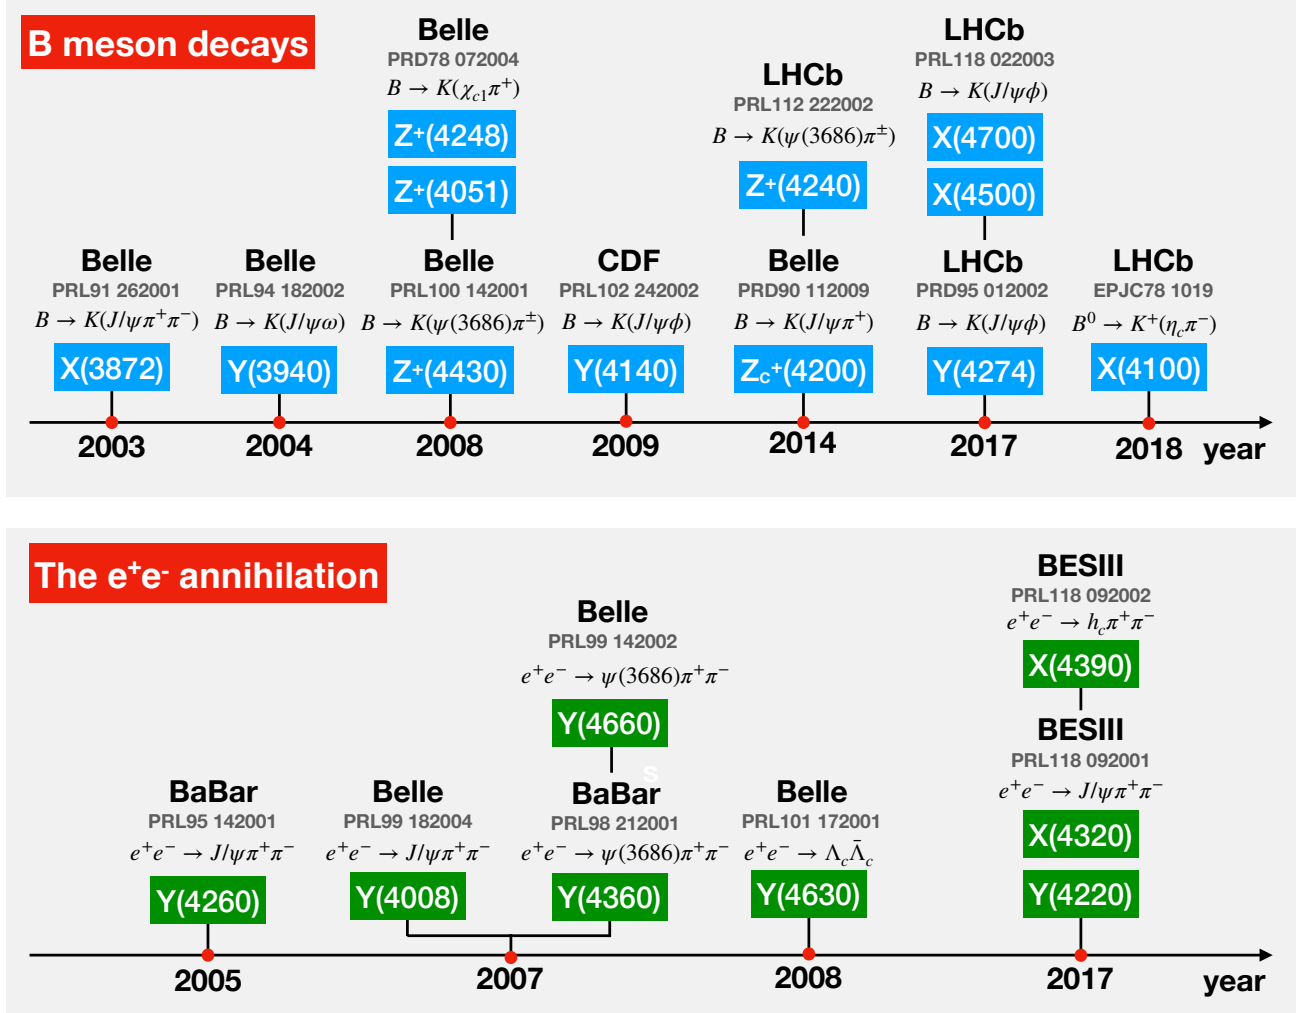 B meson decays
Belle
PRD78 072004
B → K(χc1π⁺)
Z⁺(4248)
Z⁺(4051)
LHCb
PRL112 222002
B → K(ψ(3686)π±)
Z⁺(4240)
LHCb
PRL118 022003
B → K(J/ψϕ)
X(4700)
X(4500)
Belle
PRL91 262001
B → K(J/ψπ⁺π⁻)
X(3872)
Belle
PRL94 182002
B → K(J/ψω)
Y(3940)
Belle
PRL100 142001
B → K(ψ(3686)π±)
Z⁺(4430)
CDF
PRL102 242002
B → K(J/ψϕ)
Y(4140)
Belle
PRD90 112009
B → K(J/ψπ⁺)
Zc⁺(4200)
LHCb
PRD95 012002
B → K(J/ψϕ)
Y(4274)
LHCb
EPJC78 1019
B⁰ → K⁺(ηcπ⁻)
X(4100)
2003 2004 2008 2009 2014 2017 2018 year
The e⁺e⁻ annihilation
Belle
PRL99 142002
e⁺e⁻ → ψ(3686)π⁺π⁻
Y(4660)
s
BESIII
PRL118 092002
e⁺e⁻ → hcπ⁺π⁻
X(4390)
BaBar
PRL95 142001
e⁺e⁻ → J/ψπ⁺π⁻
Y(4260)
Belle
PRL99 182004
e⁺e⁻ → J/ψπ⁺π⁻
Y(4008)
BaBar
PRL98 212001
e⁺e⁻ → ψ(3686)π⁺π⁻
Y(4360)
Belle
PRL101 172001
e⁺e⁻ → ΛcΛ̄c
Y(4630)
BESIII
PRL118 092001
e⁺e⁻ → J/ψπ⁺π⁻
X(4320)
Y(4220)
2005 2007 2008 2017 year